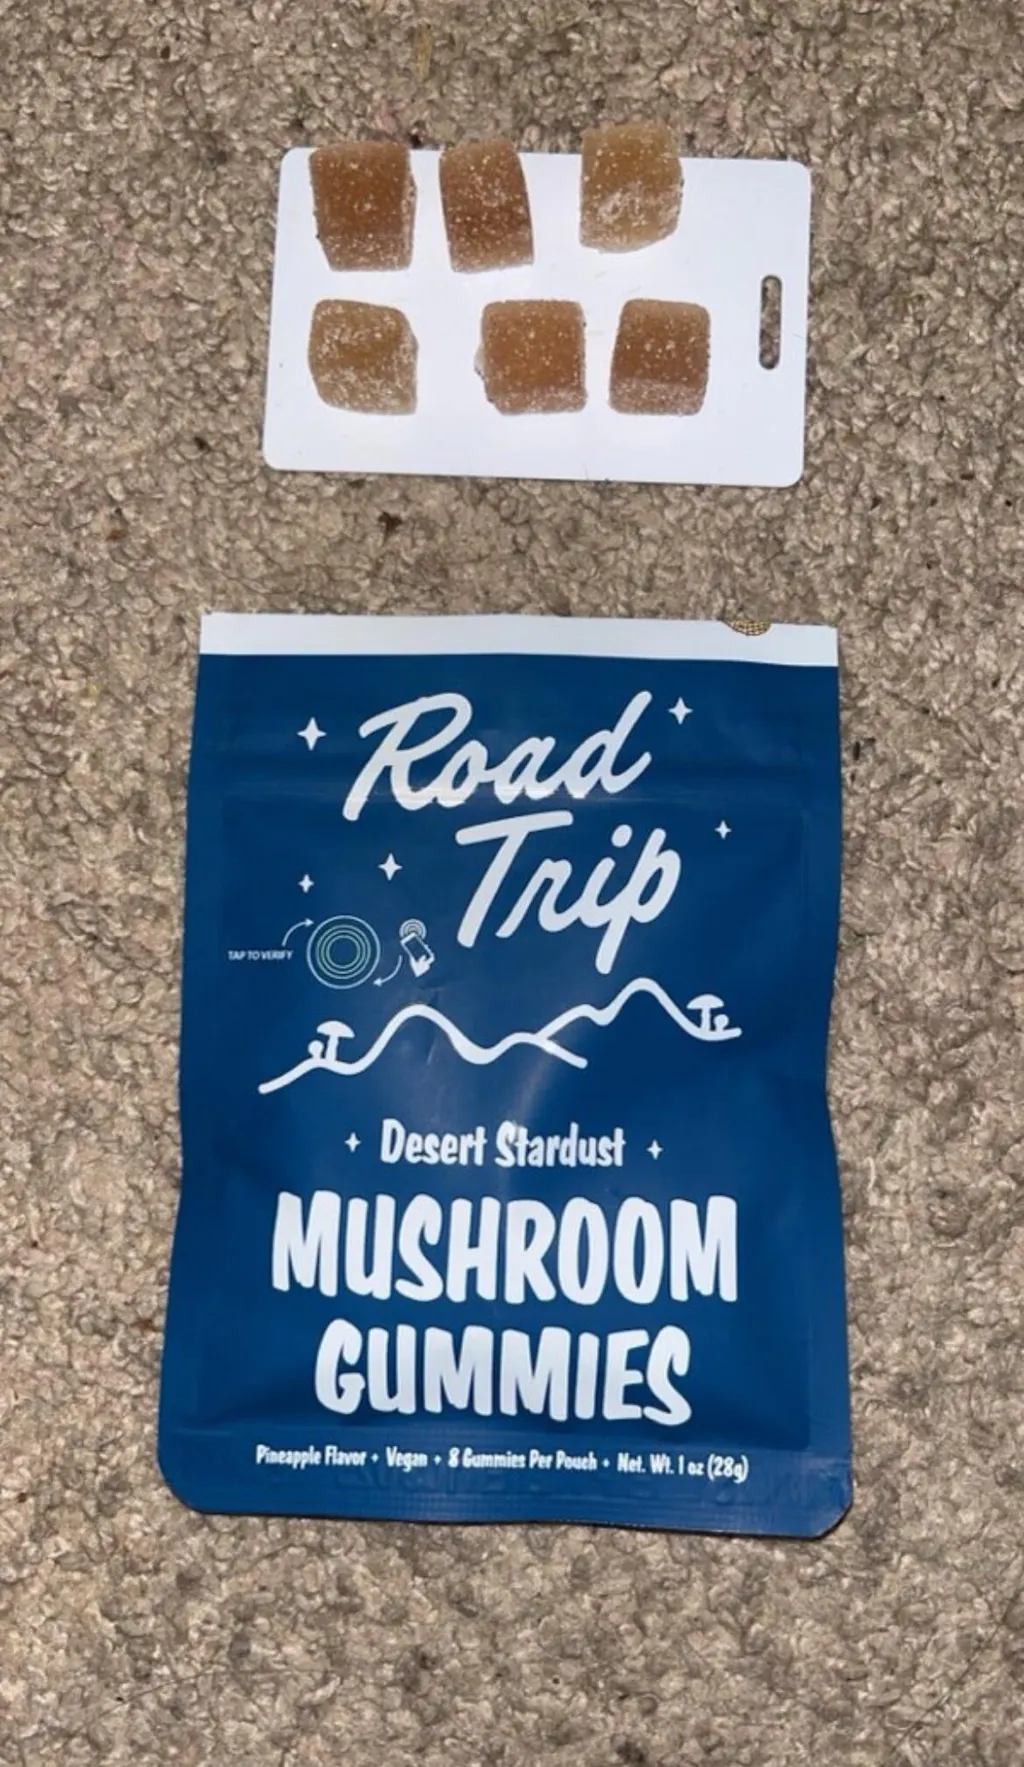 Road
Trip
TAP TO VERIFY
Desert Stardust
MUSHROOM
GUMMIES
Pineapple Flavor • Vegan • 8 Gummies Per Pouch • Net. Wt. 1 oz (28g)